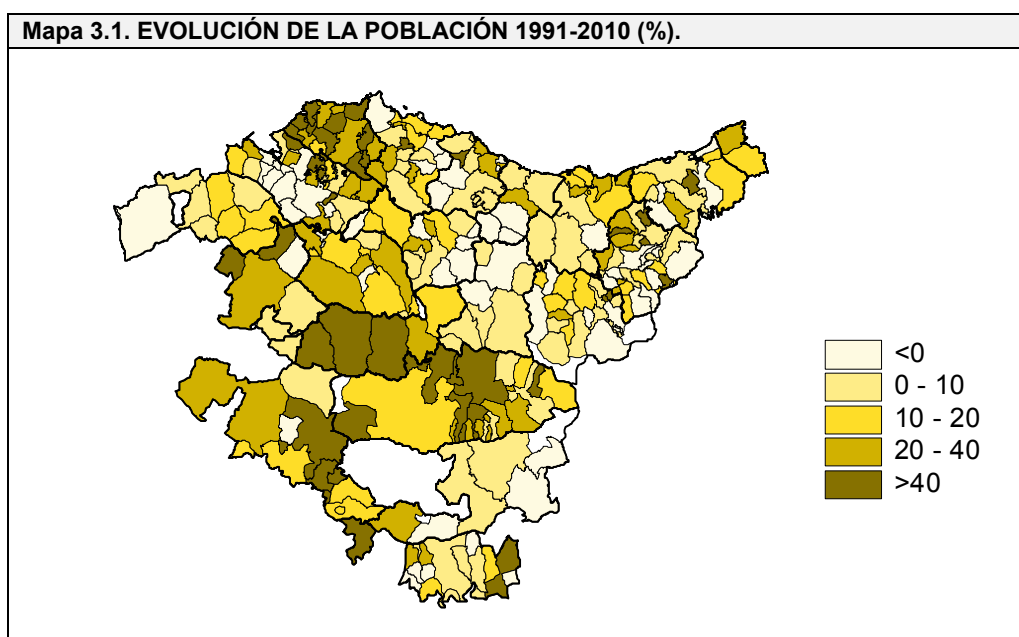 Mapa 3.1. EVOLUCIÓN DE LA POBLACIÓN 1991-2010 (%).
<0
0 - 10
10 - 20
20 - 40
>40